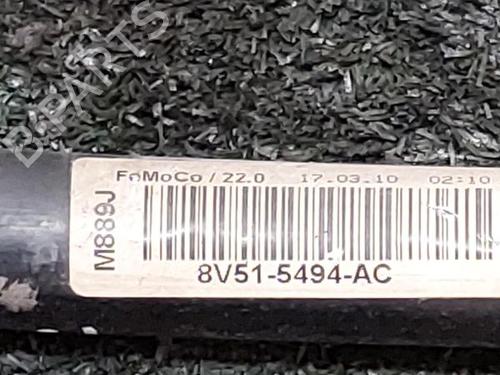 B-PARTS
FoMoCo / 22.0 17.03.10 02:10
M889J
8V51-5494-AC